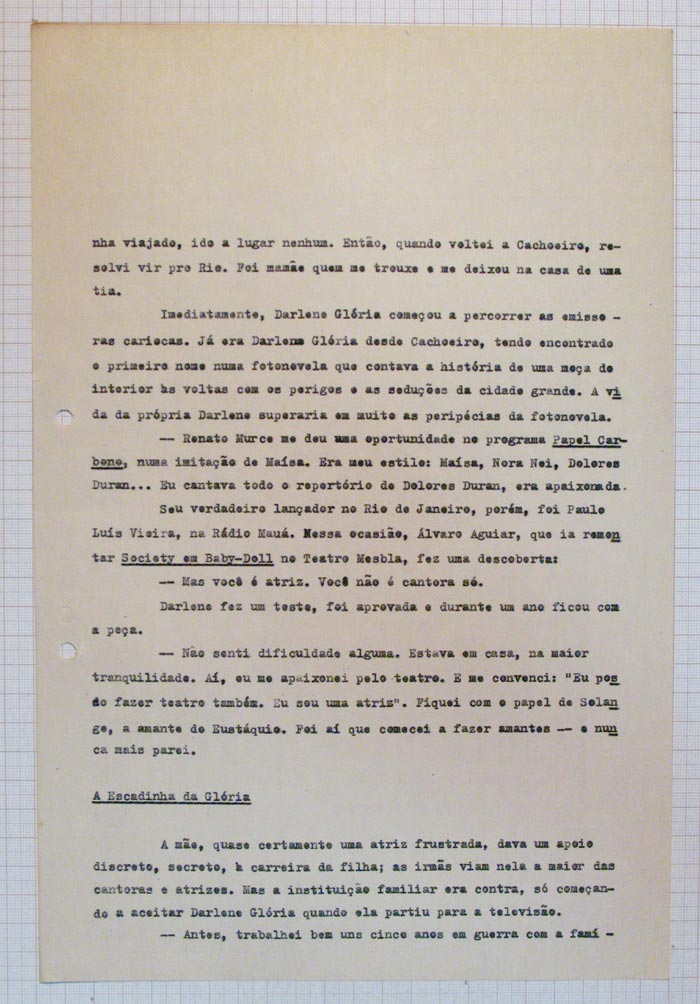 nha viajado, ido a lugar nenhum. Então, quando voltei a Cachoeiro, re-
solvi vir pro Rio. Foi mamãe quem me trouxe e me deixou na casa de uma
tia.
Imediatamente, Darlene Glória começou a percorrer as emisso -
ras cariocas. Já era Darlene Glória desde Cachoeiro, tendo encontrado
o primeiro nome numa fotonovela que contava a história de uma moça do
interior às voltas com os perigos e as seduções da cidade grande. A vi
da da própria Darlene superaria em muito as peripécias da fotonovela.
-- Renato Murce me deu uma oportunidade no programa Papel Car-
bono, numa imitação de Maísa. Era meu estilo: Maísa, Nora Nei, Dolores
Duran... Eu cantava todo o repertório de Dolores Duran, era apaixonada.
Seu verdadeiro lançador no Rio de Janeiro, porém, foi Paulo
Luís Vieira, na Rádio Mauá. Nessa ocasião, Álvaro Aguiar, que ia remon
tar Society em Baby-Doll no Teatro Mesbla, fez uma descoberta:
-- Mas você é atriz. Você não é cantora só.
Darlene fez um teste, foi aprovada e durante um ano ficou com
a peça.
-- Não senti dificuldade alguma. Estava em casa, na maior
tranquilidade. Aí, eu me apaixonei pelo teatro. E me convenci: "Eu pos
so fazer teatro também. Eu sou uma atriz". Fiquei com o papel de Solan
ge, a amante do Eustáquio. Foi aí que comecei a fazer amantes -- e nun
ca mais parei.
A Escadinha da Glória
A mãe, quase certamente uma atriz frustrada, dava um apoio
discreto, secreto, à carreira da filha; as irmãs viam nela a maior das
cantoras e atrizes. Mas a instituição familiar era contra, só começan-
do a aceitar Darlene Glória quando ela partiu para a televisão.
-- Antes, trabalhei bem uns cinco anos em guerra com a famí -